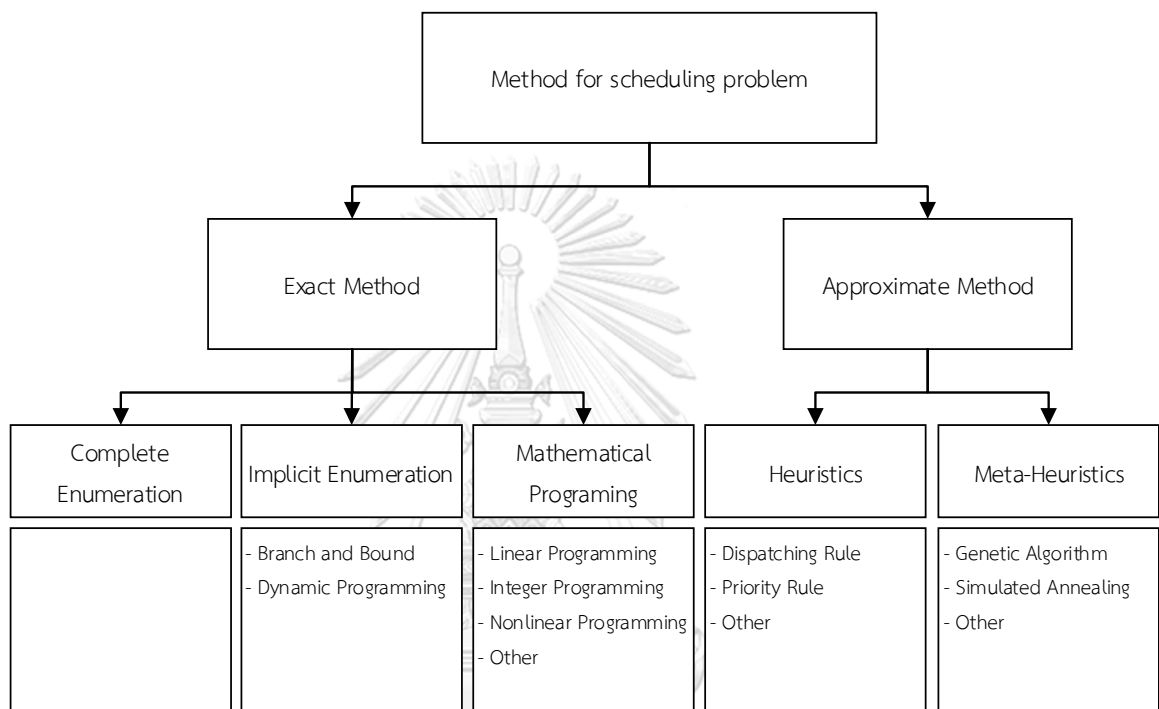 Method for scheduling problem
Exact Method
Approximate Method
Complete
Enumeration
Implicit Enumeration
Mathematical
Programing
Heuristics
Meta-Heuristics
- Branch and Bound
- Dynamic Programming
- Linear Programming
- Integer Programming
- Nonlinear Programming
- Other
- Dispatching Rule
- Priority Rule
- Other
- Genetic Algorithm
- Simulated Annealing
- Other